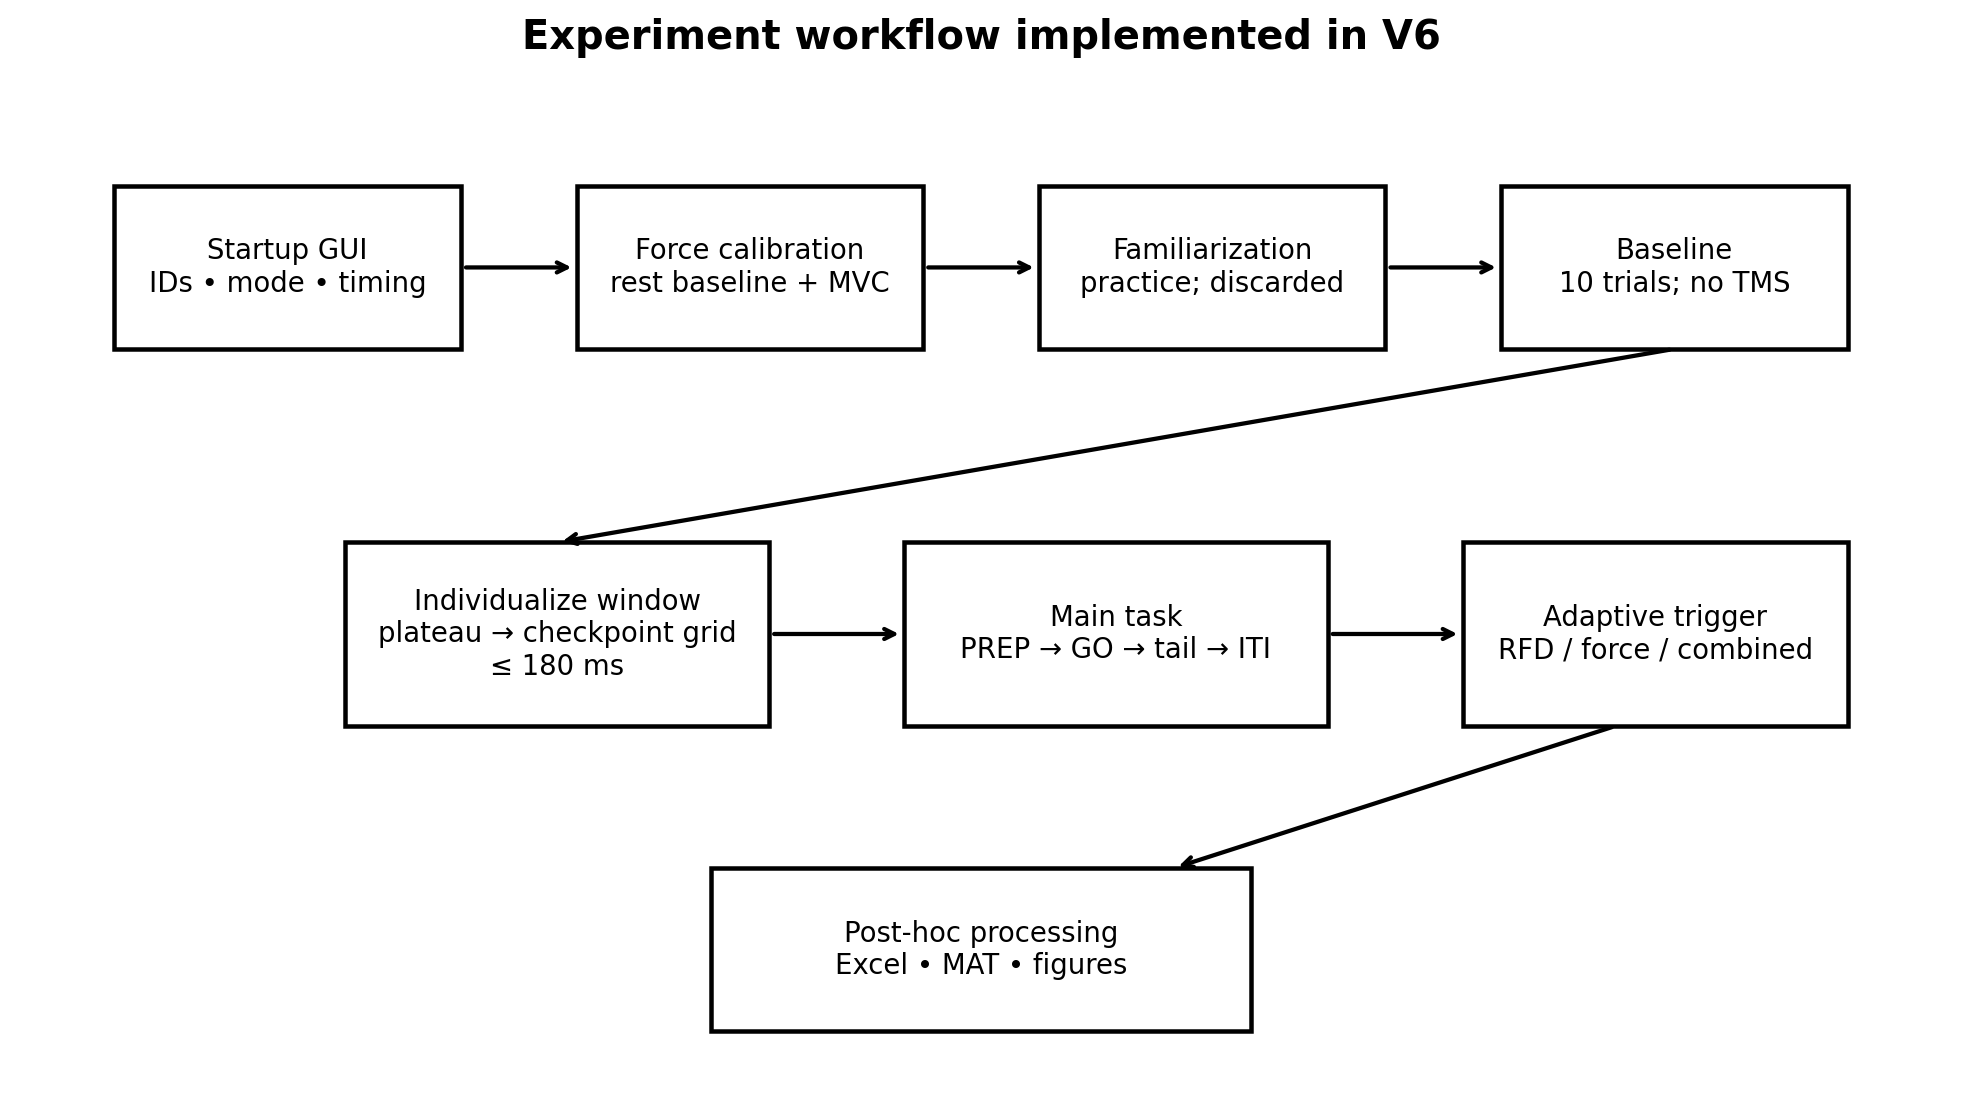 Experiment workflow implemented in V6
Startup GUI
IDs • mode • timing
Force calibration
rest baseline + MVC
Familiarization
practice; discarded
Baseline
10 trials; no TMS
Individualize window
plateau → checkpoint grid
≤ 180 ms
Main task
PREP → GO → tail → ITI
Adaptive trigger
RFD / force / combined
Post-hoc processing
Excel • MAT • figures